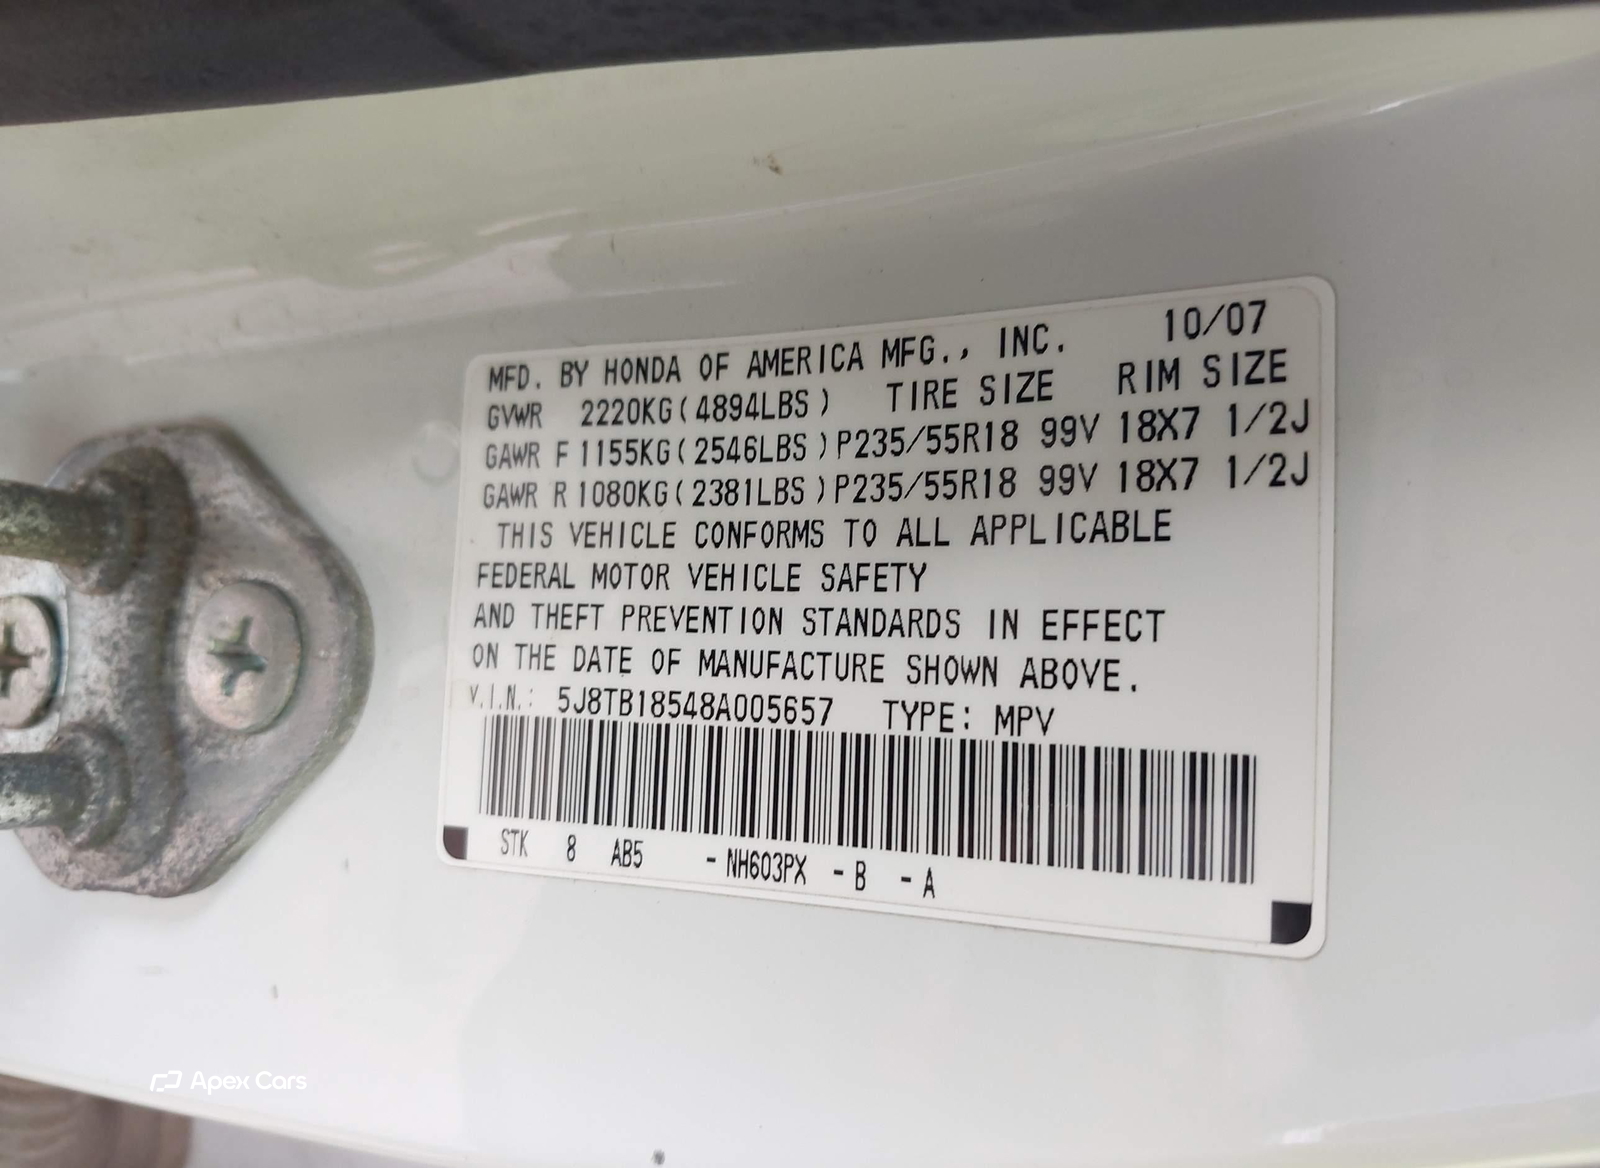 MFD. BY HONDA OF AMERICA MFG., INC. 10/07
GVWR 2220KG(4894LBS) TIRE SIZE RIM SIZE
GAWR F 1155KG(2546LBS)P235/55R18 99V 18X7 1/2J
GAWR R 1080KG(2381LBS)P235/55R18 99V 18X7 1/2J
THIS VEHICLE CONFORMS TO ALL APPLICABLE
FEDERAL MOTOR VEHICLE SAFETY
AND THEFT PREVENTION STANDARDS IN EFFECT
ON THE DATE OF MANUFACTURE SHOWN ABOVE.
V.I.N.: 5J8TB18548A005657 TYPE: MPV
STK 8 AB5 -NH603PX -B -A
Apex Cars